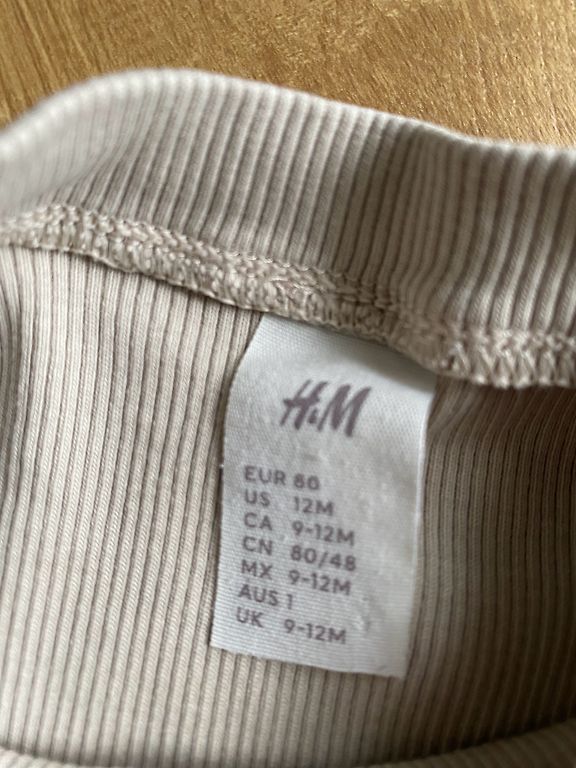 H&M
EUR 80
US 12M
CA 9-12M
CN 80/48
MX 9-12M
AUS 1
UK 9-12M